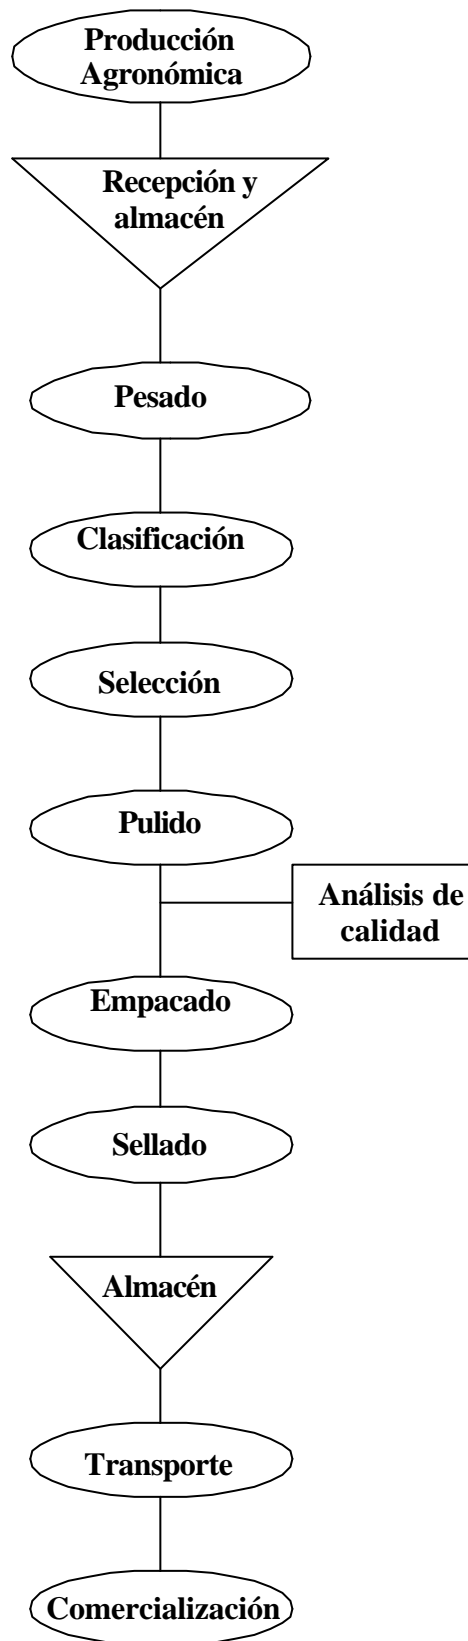 Producción
Agronómica
Recepción y
almacén
Pesado
Clasificación
Selección
Pulido
Análisis de
calidad
Empacado
Sellado
Almacén
Transporte
Comercialización